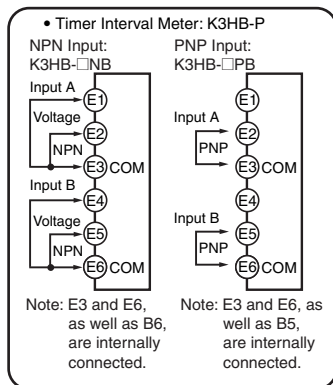 • Timer Interval Meter: K3HB-P
NPN Input:
K3HB-□NB
Input A
Voltage
NPN
Input B
Voltage
NPN
E1
E2
E3 COM
E4
E5
E6 COM
Note: E3 and E6,
as well as B6,
are internally
connected.
PNP Input:
K3HB-□PB
Input A
PNP
Input B
PNP
E1
E2
E3 COM
E4
E5
E6 COM
Note: E3 and E6, as
well as B5,
are internally
connected.